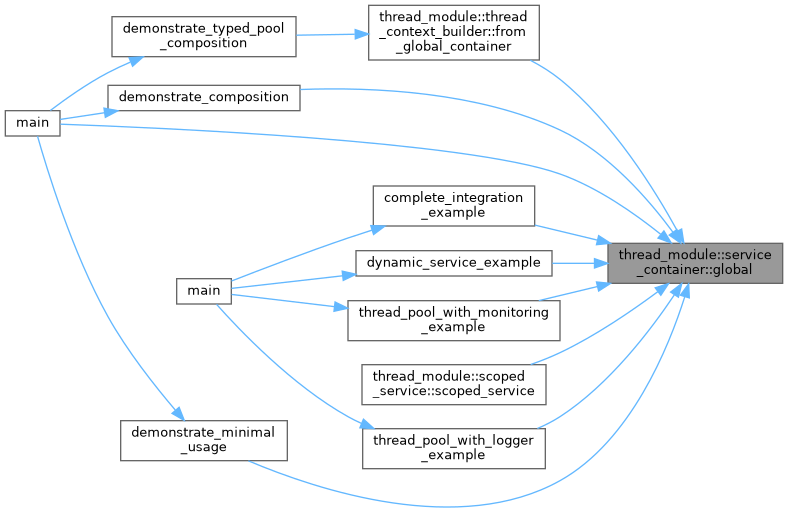 demonstrate_typed_pool
_composition
thread_module::thread
_context_builder::from
_global_container
demonstrate_composition
main
complete_integration
_example
thread_module::service
_container::global
dynamic_service_example
main
thread_pool_with_monitoring
_example
thread_module::scoped
_service::scoped_service
demonstrate_minimal
_usage
thread_pool_with_logger
_example